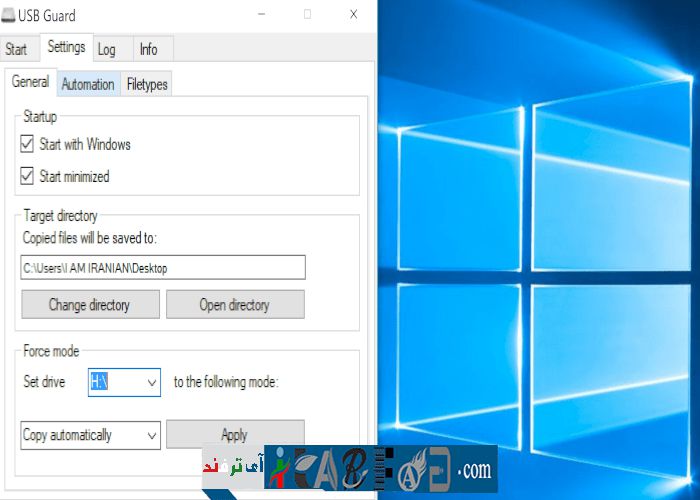 USB Guard
Start Settings Log Info
General Automation Filetypes
Startup
Start with Windows
Start minimized
Target directory
Copied files will be saved to:
C:\Users\I AM IRANIAN\Desktop
Change directory Open directory
Force mode
Set drive H:\ to the following mode:
Copy automatically Apply
آی ترفند
.com